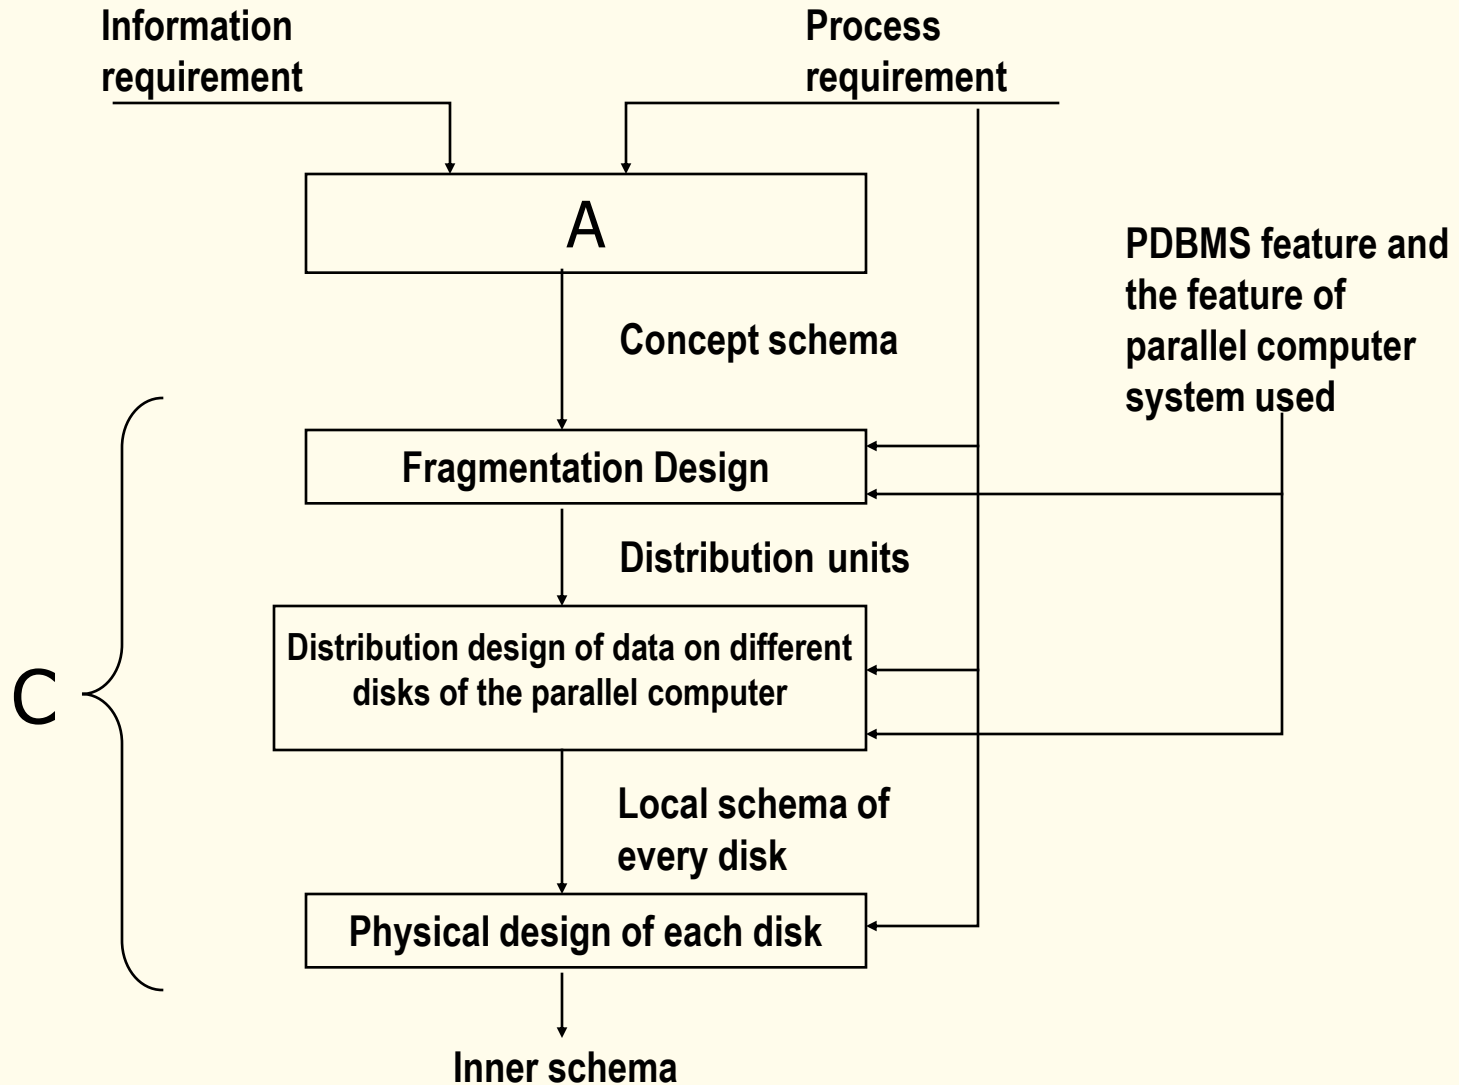 Information
requirement
Process
requirement
A
PDBMS feature and
the feature of
parallel computer
system used
Concept schema
Fragmentation Design
Distribution units
Distribution design of data on different
disks of the parallel computer
C
Local schema of
every disk
Physical design of each disk
Inner schema